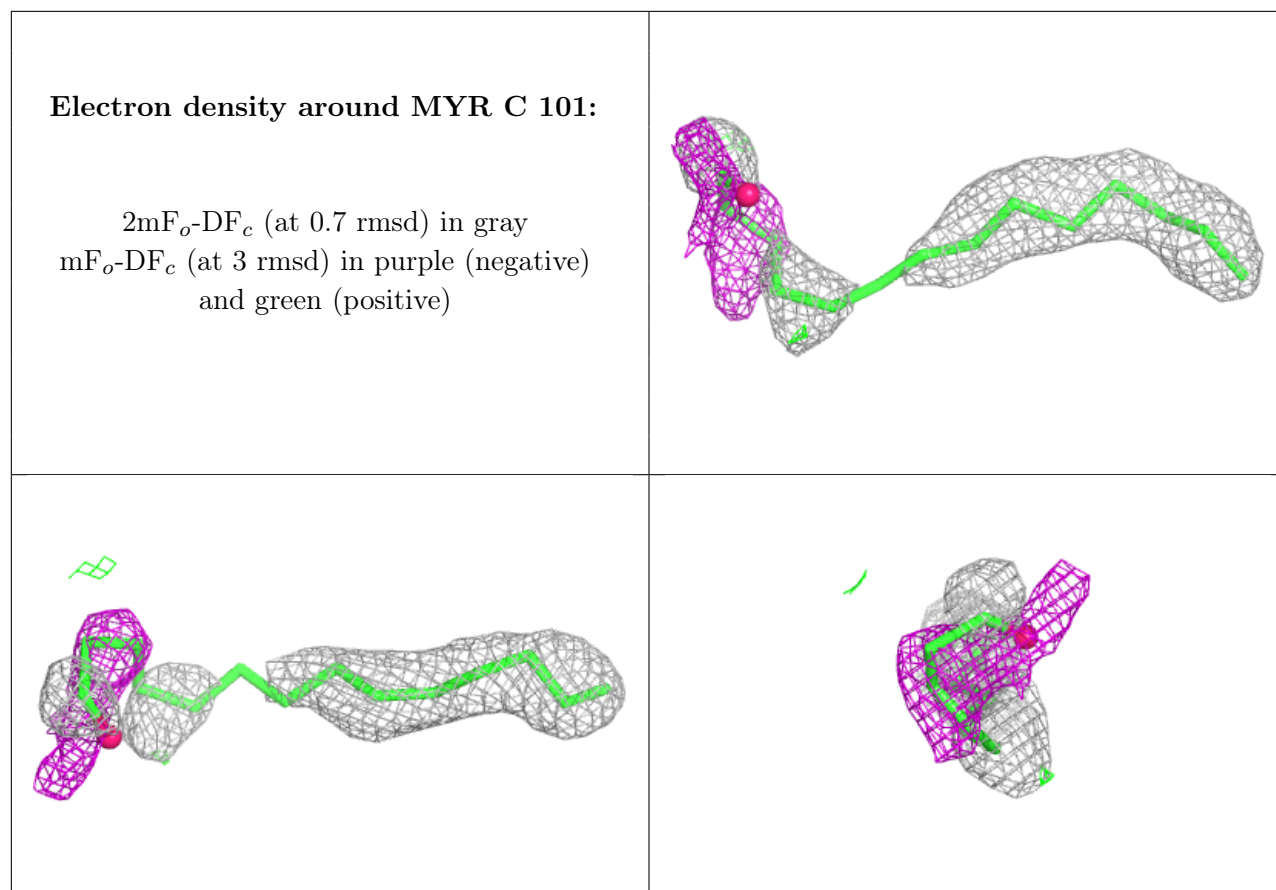 Electron density around MYR C 101:
2mFo-DFc (at 0.7 rmsd) in gray
mFo-DFc (at 3 rmsd) in purple (negative)
and green (positive)